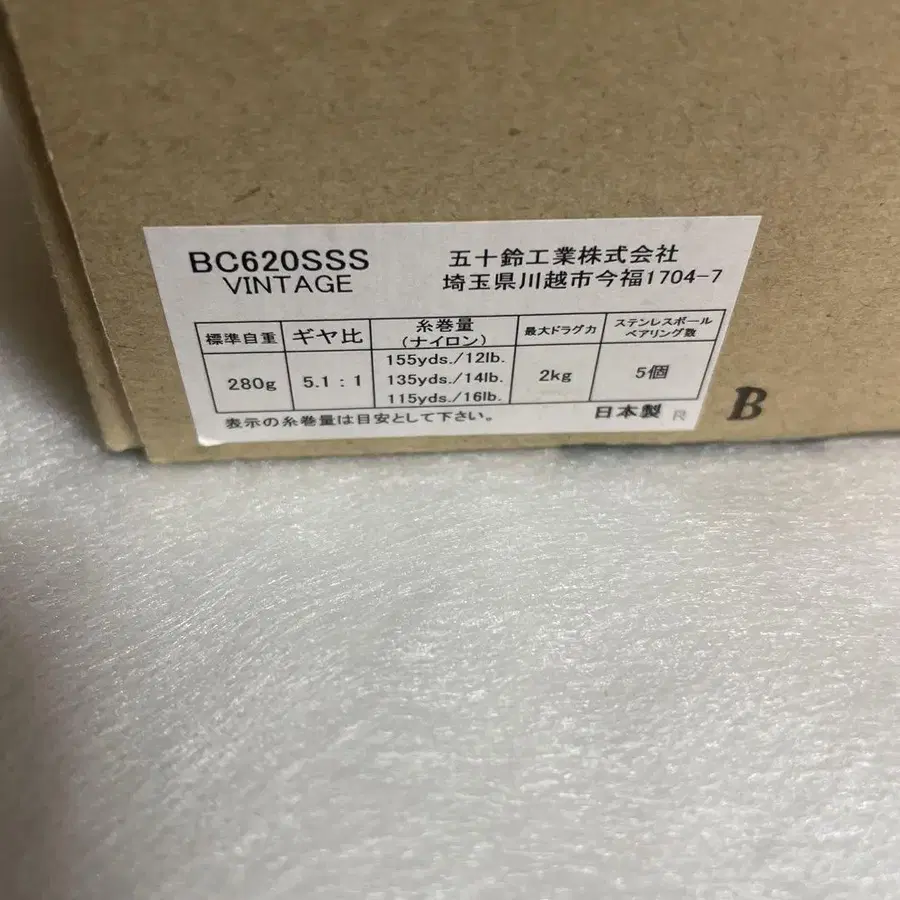 BC620SSS
VINTAGE
五十鈴工業株式会社
埼玉県川越市今福1704-7
標準自重 ギヤ比 糸巻量 (ナイロン) 最大ドラグ力 ステンレスボール ベアリング数
280g 5.1:1 155yds./12lb. 2kg 5個
135yds./14lb.
115yds./16lb.
表示の糸巻量は目安として下さい。
日本製 R
B